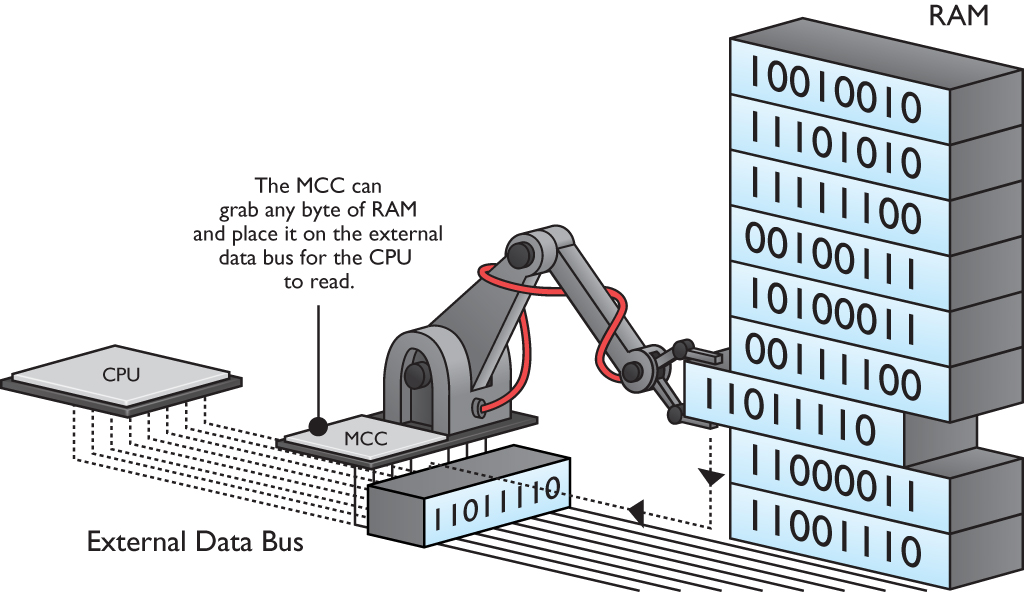 RAM
10010010
11101010
11111100
00100111
10100011
00111100
11011110
11000011
11001110
The MCC can
grab any byte of RAM
and place it on the external
data bus for the CPU
to read.
CPU
MCC
11011110
External Data Bus